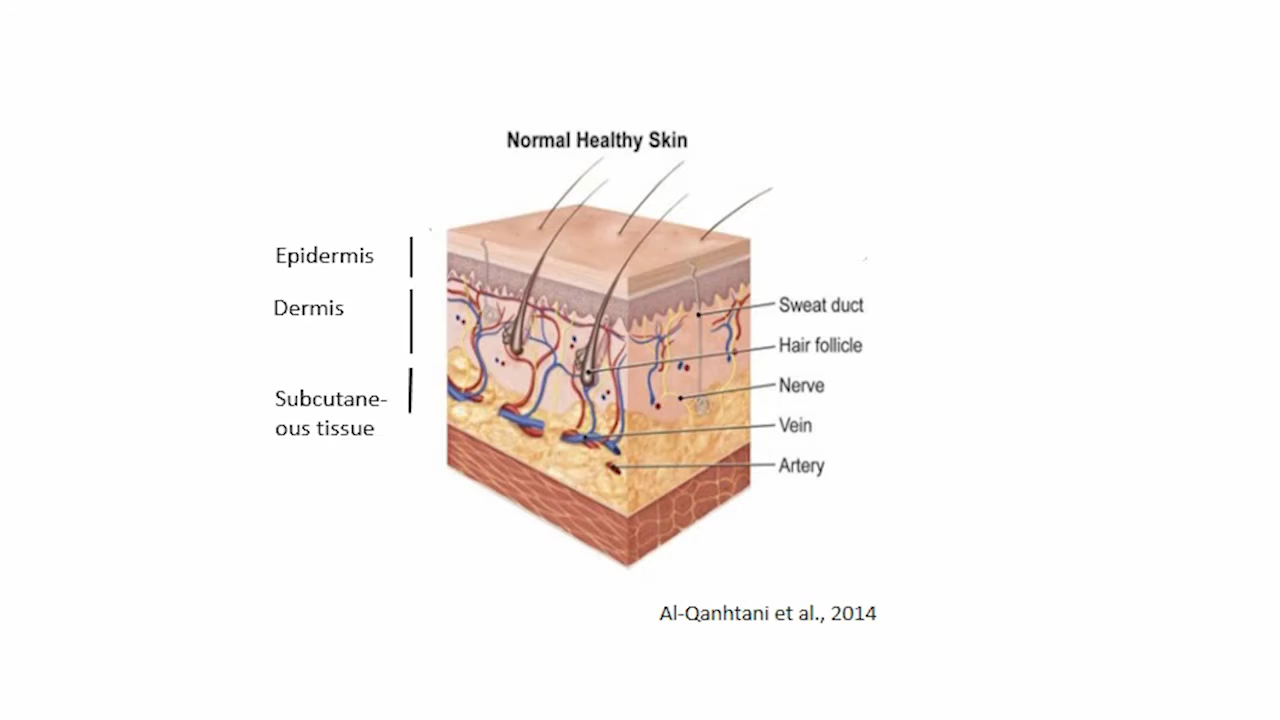 Normal Healthy Skin
Epidermis
Dermis
Subcutane-
ous tissue
Sweat duct
Hair follicle
Nerve
Vein
Artery
Al-Qanhtani et al., 2014